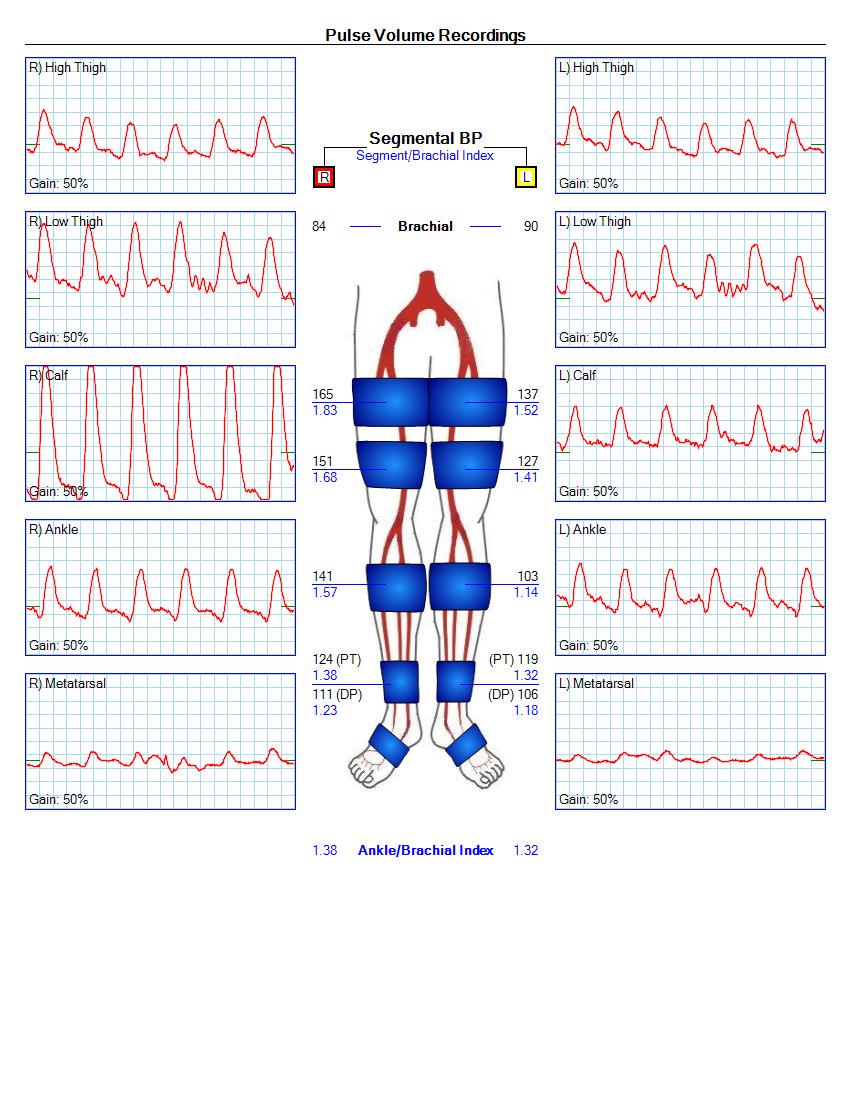 Pulse Volume Recordings
R) High Thigh
Gain: 50%
R) Low Thigh
Gain: 50%
R) Calf
Gain: 50%
R) Ankle
Gain: 50%
R) Metatarsal
Gain: 50%
Segmental BP
Segment/Brachial Index
R
L
84 Brachial 90
165 137
1.83 1.52
151 127
1.68 1.41
141 103
1.57 1.14
124 (PT) (PT) 119
1.38 1.32
111 (DP) (DP) 106
1.23 1.18
1.38 Ankle/Brachial Index 1.32
L) High Thigh
Gain: 50%
L) Low Thigh
Gain: 50%
L) Calf
Gain: 50%
L) Ankle
Gain: 50%
L) Metatarsal
Gain: 50%